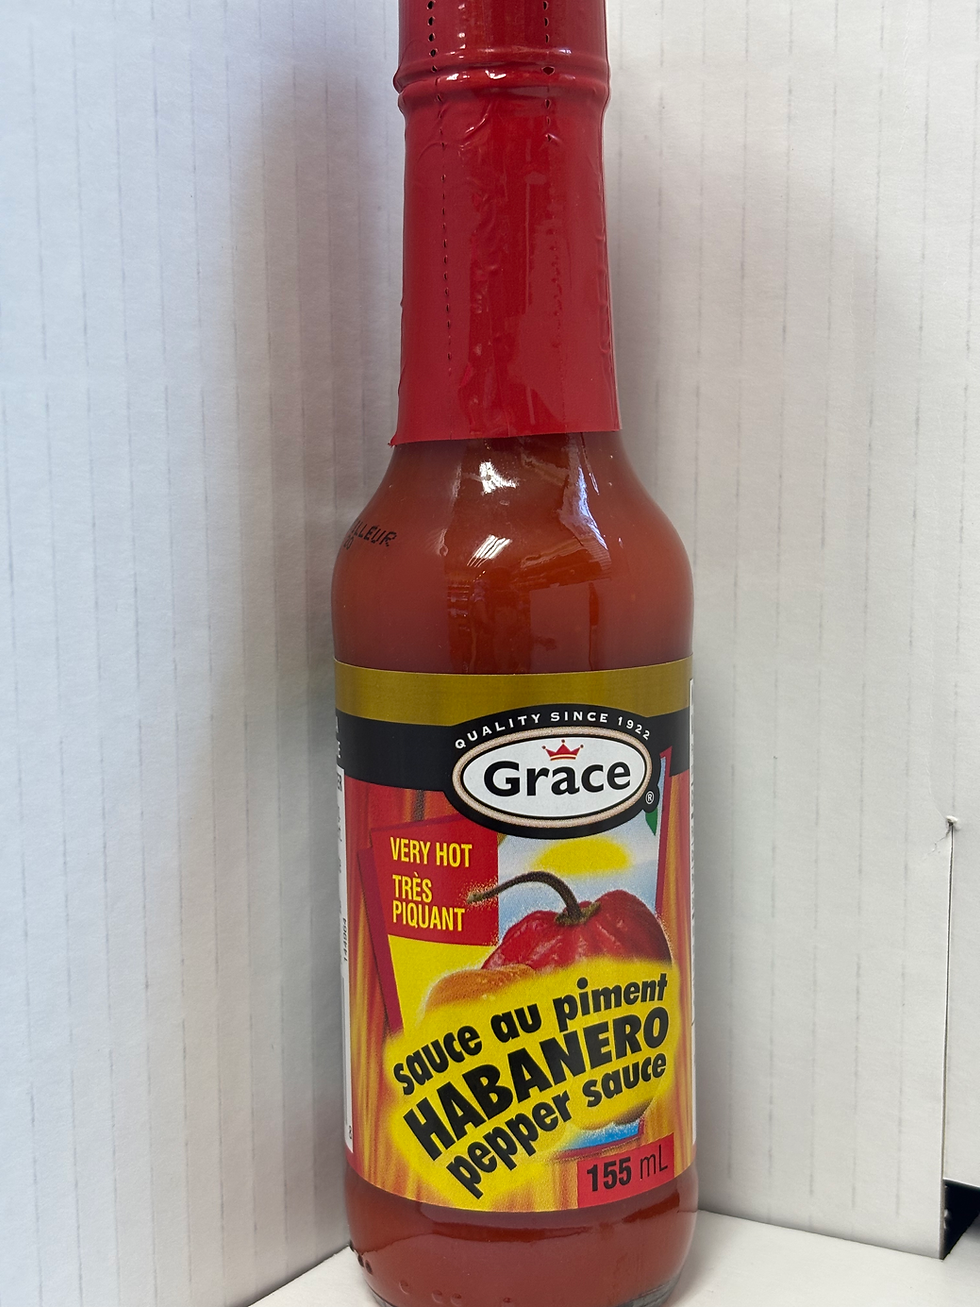 QUALITY SINCE 1922
Grace
®
VERY HOT
TRÈS
PIQUANT
sauce au piment
HABANERO
pepper sauce
155 mL